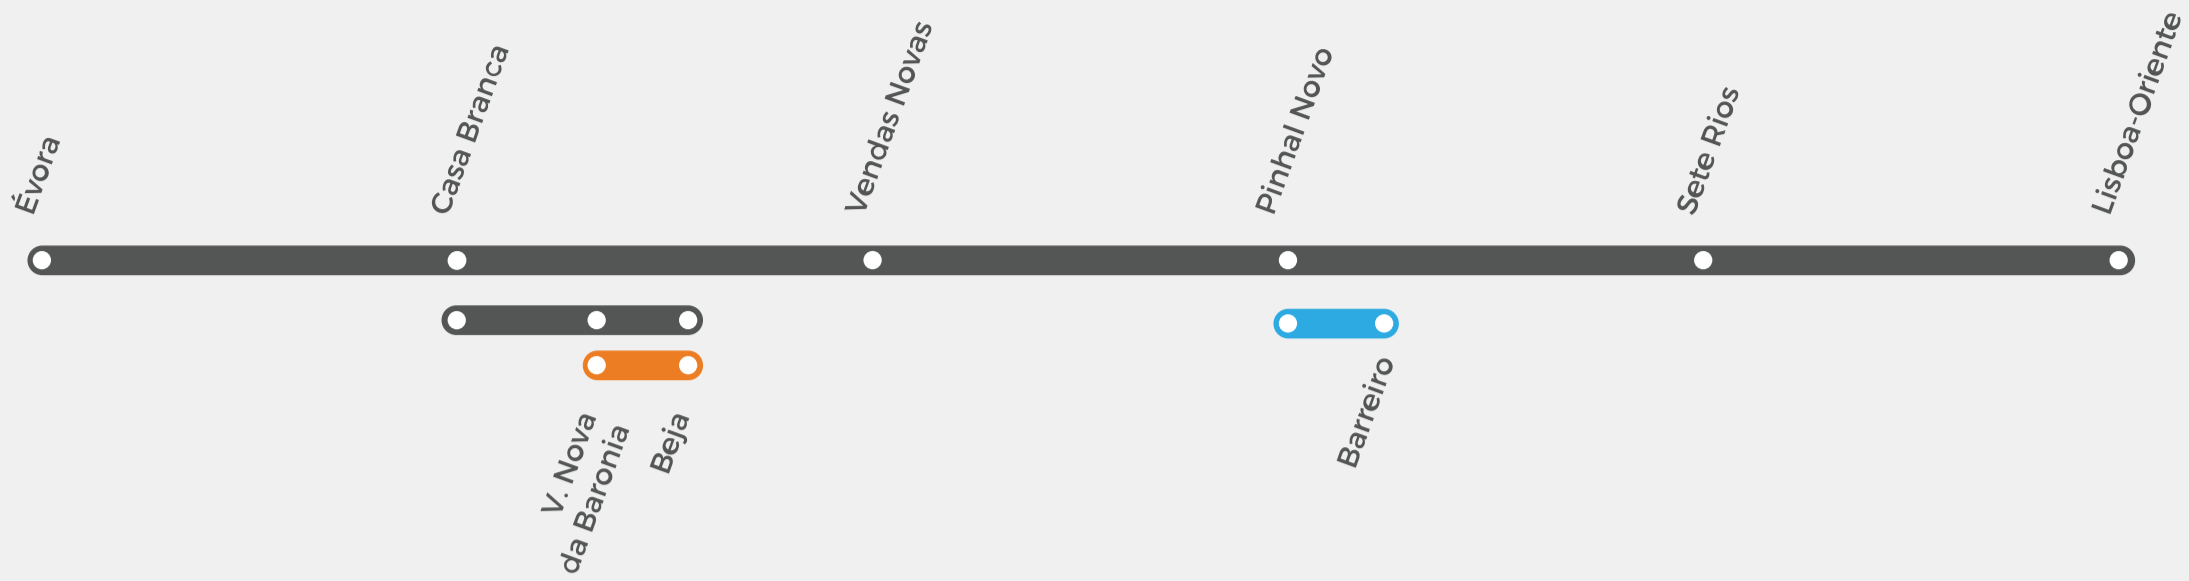 Évora
Casa Branca
Vendas Novas
Pinhal Novo
Sete Rios
Lisboa-Oriente
V. Nova
da Baronia
Beja
Barreiro